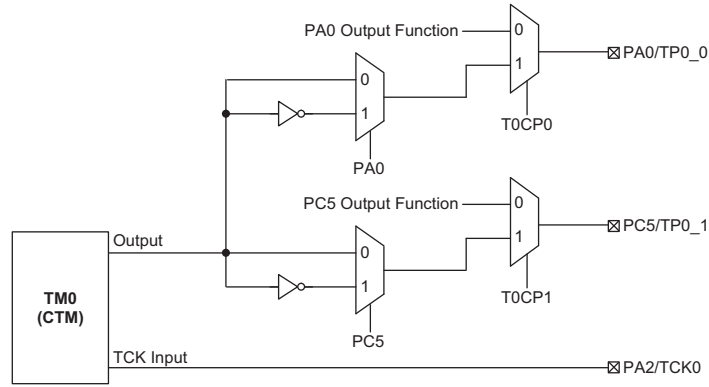 PA0 Output Function
0
1
PA0/TP0_0
T0CP0
0
1
PA0
PC5 Output Function
0
1
PC5/TP0_1
T0CP1
Output
0
1
PC5
TM0
(CTM)
TCK Input
PA2/TCK0